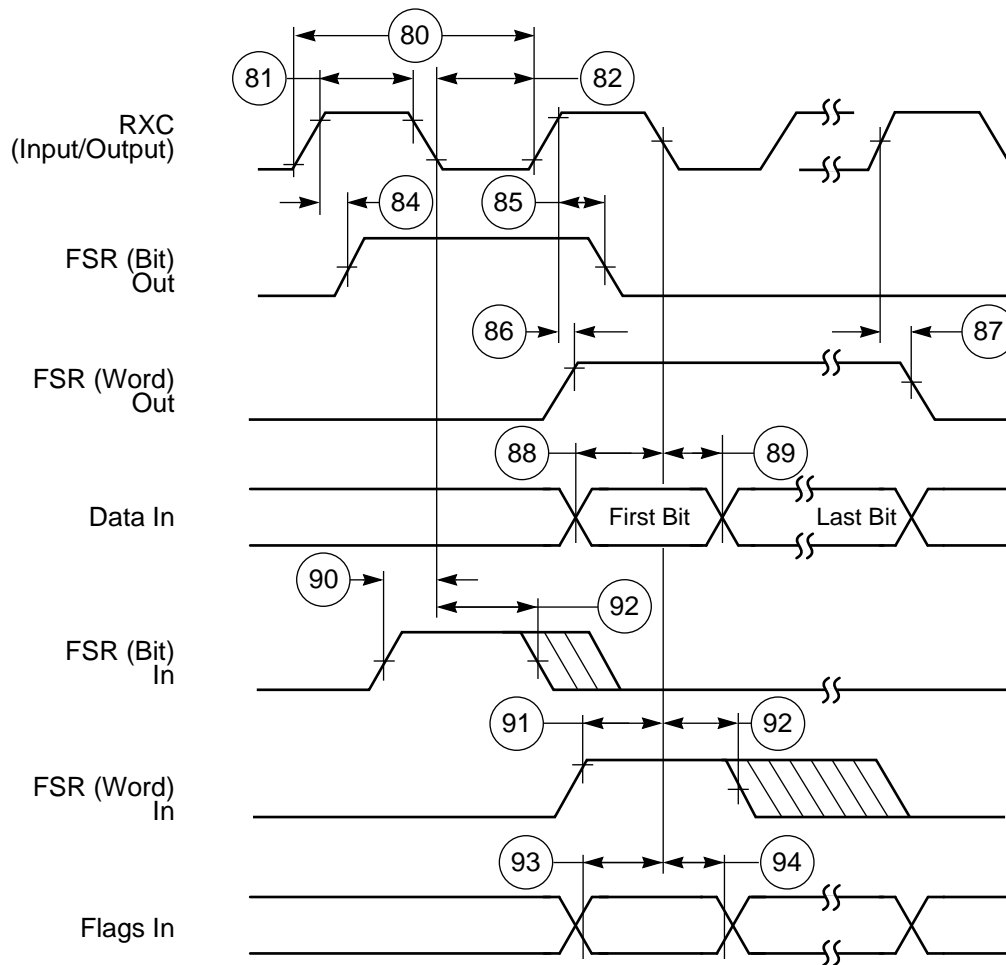 80
81
82
RXC
(Input/Output)
84
85
FSR (Bit)
Out
86
87
FSR (Word)
Out
88
89
Data In
First Bit
Last Bit
90
92
FSR (Bit)
In
91
92
FSR (Word)
In
93
94
Flags In